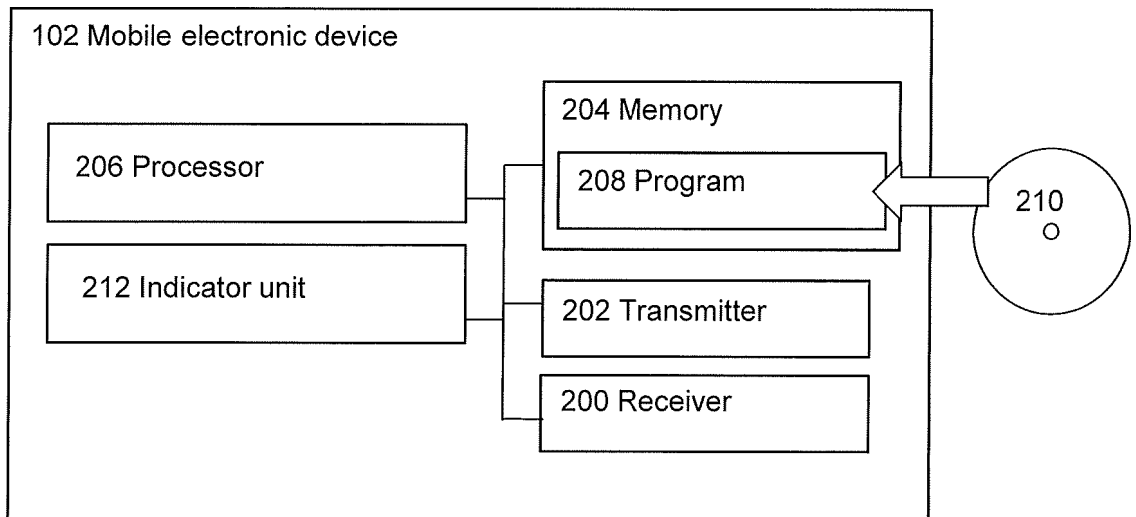 102 Mobile electronic device
206 Processor
212 Indicator unit
204 Memory
208 Program
202 Transmitter
200 Receiver
210